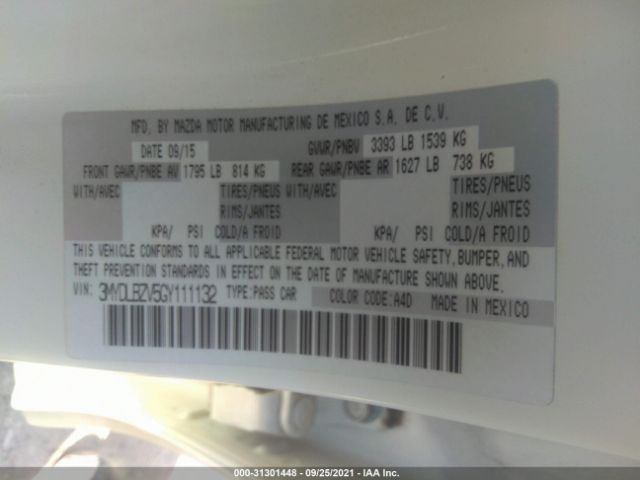 MFD. BY MAZDA MOTOR MANUFACTURING DE MEXICO S.A. DE C.V.
DATE 09/15 GVWR/PNBV 3393 LB 1539 KG
FRONT GAWR/PNBE AV 1795 LB 814 KG REAR GAWR/PNBE AR 1627 LB 738 KG
WITH/AVEC TIRES/PNEUS WITH/AVEC TIRES/PNEUS
RIMS/JANTES RIMS/JANTES
KPA/ PSI COLD/A FROID KPA/ PSI COLD/A FROID
THIS VEHICLE CONFORMS TO ALL APPLICABLE FEDERAL MOTOR VEHICLE SAFETY, BUMPER, AND
THEFT PREVENTION STANDARDS IN EFFECT ON THE DATE OF MANUFACTURE SHOWN ABOVE.
VIN: 3MYDLBZV5GY111132 TYPE:PASS CAR COLOR CODE:A4D MADE IN MEXICO
000-31301448 - 09/25/2021 - IAA Inc.